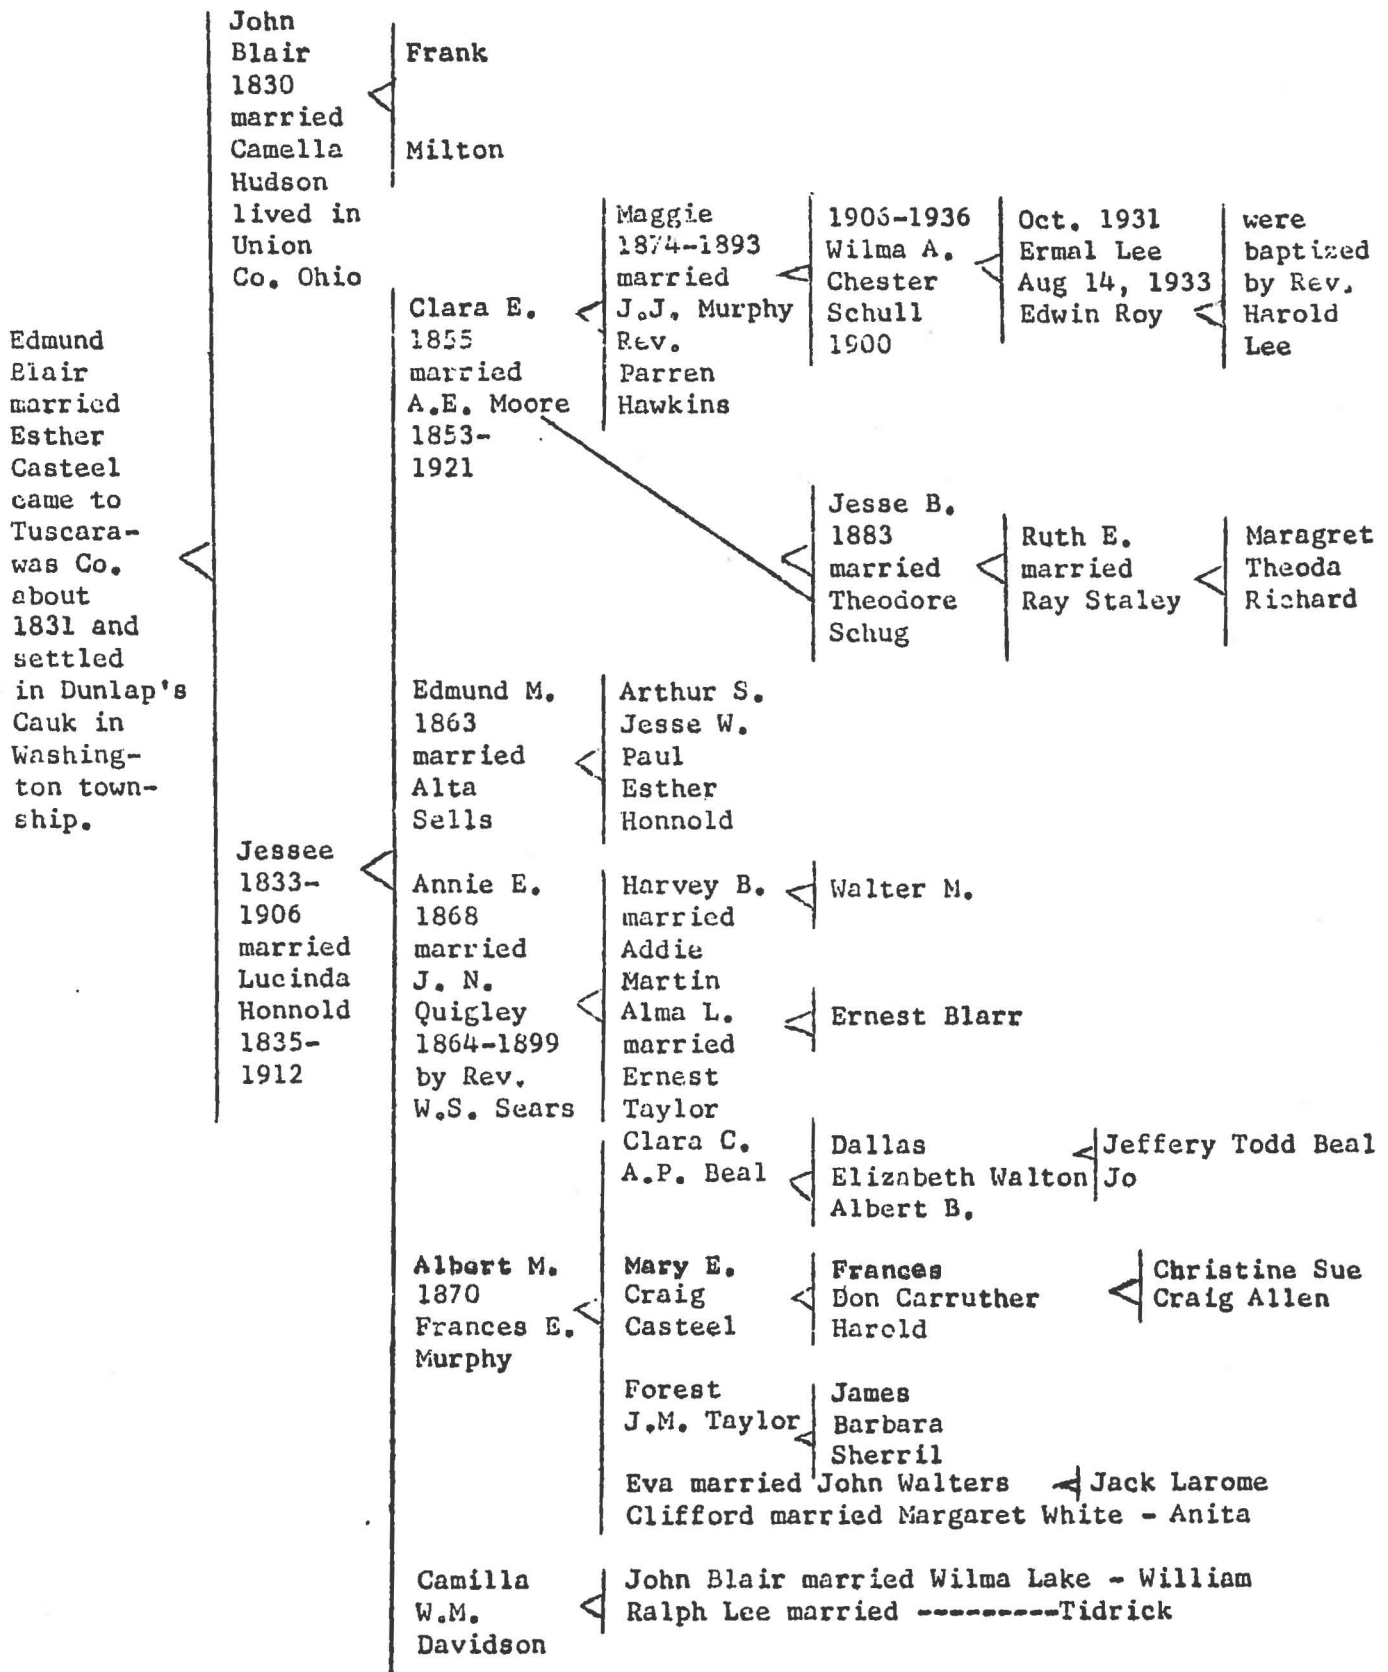 Edmund
Blair
married
Esther
Casteel
came to
Tuscara-
was Co.
about
1831 and
settled
in Dunlap's
Cauk in
Washing-
ton town-
ship.
John
Blair
1830
married
Camella
Hudson
lived in
Union
Co. Ohio
Frank
Milton
Jessee
1833-
1906
married
Lucinda
Honnold
1835-
1912
Clara E.
1855
married
A.E. Moore
1853-
1921
Maggie
1874-1893
married
J.J. Murphy
Rev.
Parren
Hawkins
1906-1936
Wilma A.
Chester
Schull
1900
Oct. 1931
Ermal Lee
Aug 14, 1933
Edwin Roy
were
baptized
by Rev.
Harold
Lee
Jesse B.
1883
married
Theodore
Schug
Ruth E.
married
Ray Staley
Maragret
Theoda
Richard
Edmund M.
1863
married
Alta
Sells
Arthur S.
Jesse W.
Paul
Esther
Honnold
Annie E.
1868
married
J. N.
Quigley
1864-1899
by Rev.
W.S. Sears
Harvey B.
married
Addie
Martin
Alma L.
married
Ernest
Taylor
Walter M.
Ernest Blarr
Albert M.
1870
Frances E.
Murphy
Clara C.
A.P. Beal
Dallas
Elizabeth Walton
Albert B.
Jeffery Todd Beal
Jo
Mary E.
Craig
Casteel
Frances
Don Carruther
Harold
Christine Sue
Craig Allen
Forest
J.M. Taylor
James
Barbara
Sherril
Eva married John Walters Jack Larome
Clifford married Margaret White - Anita
Camilla
W.M.
Davidson
John Blair married Wilma Lake - William
Ralph Lee married ---------Tidrick